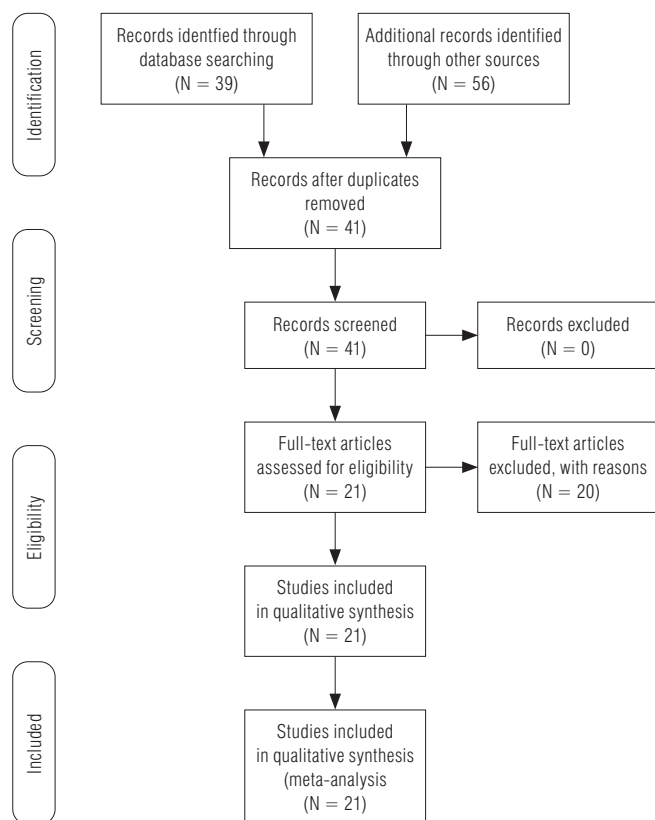 Identification
Records identfied through
database searching
(N = 39)
Additional records identified
through other sources
(N = 56)
Records after duplicates
removed
(N = 41)
Screening
Records screened
(N = 41)
Records excluded
(N = 0)
Eligibility
Full-text articles
assessed for eligibility
(N = 21)
Full-text articles
excluded, with reasons
(N = 20)
Studies included
in qualitative synthesis
(N = 21)
Included
Studies included
in qualitative synthesis
(meta-analysis
(N = 21)